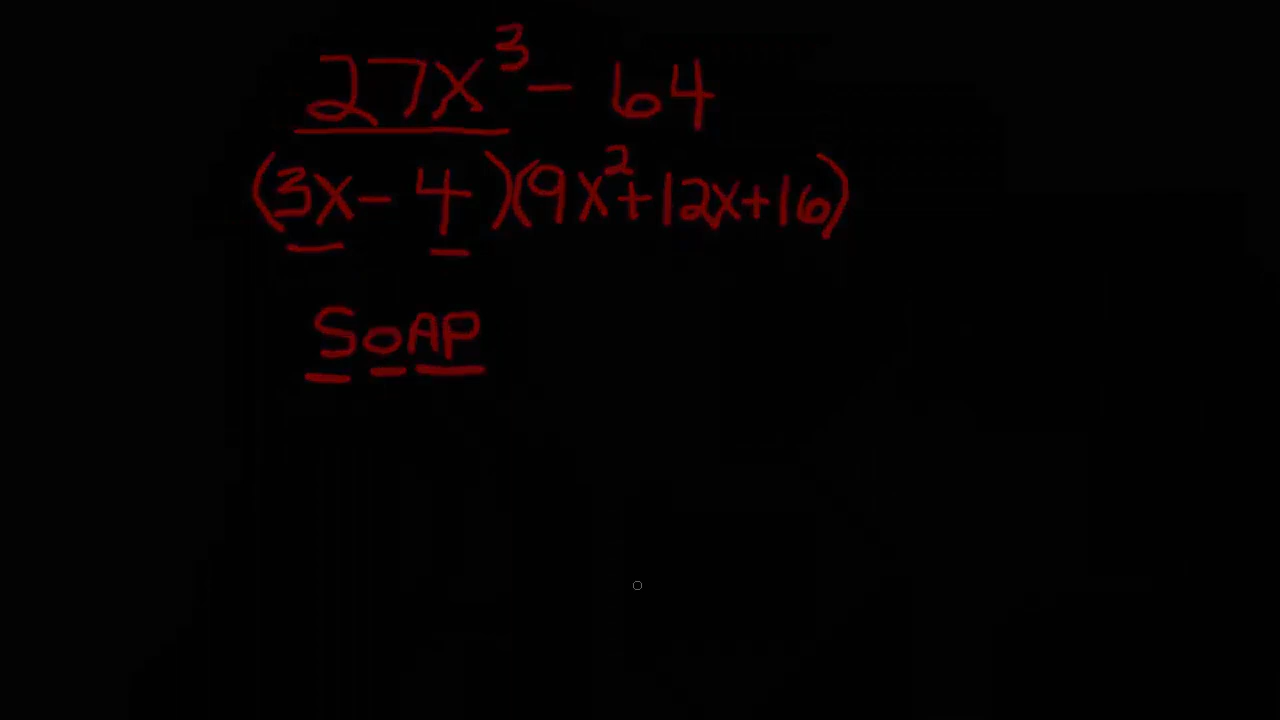 27x³ - 64
(3x - 4)(9x² + 12x + 16)
SOAP